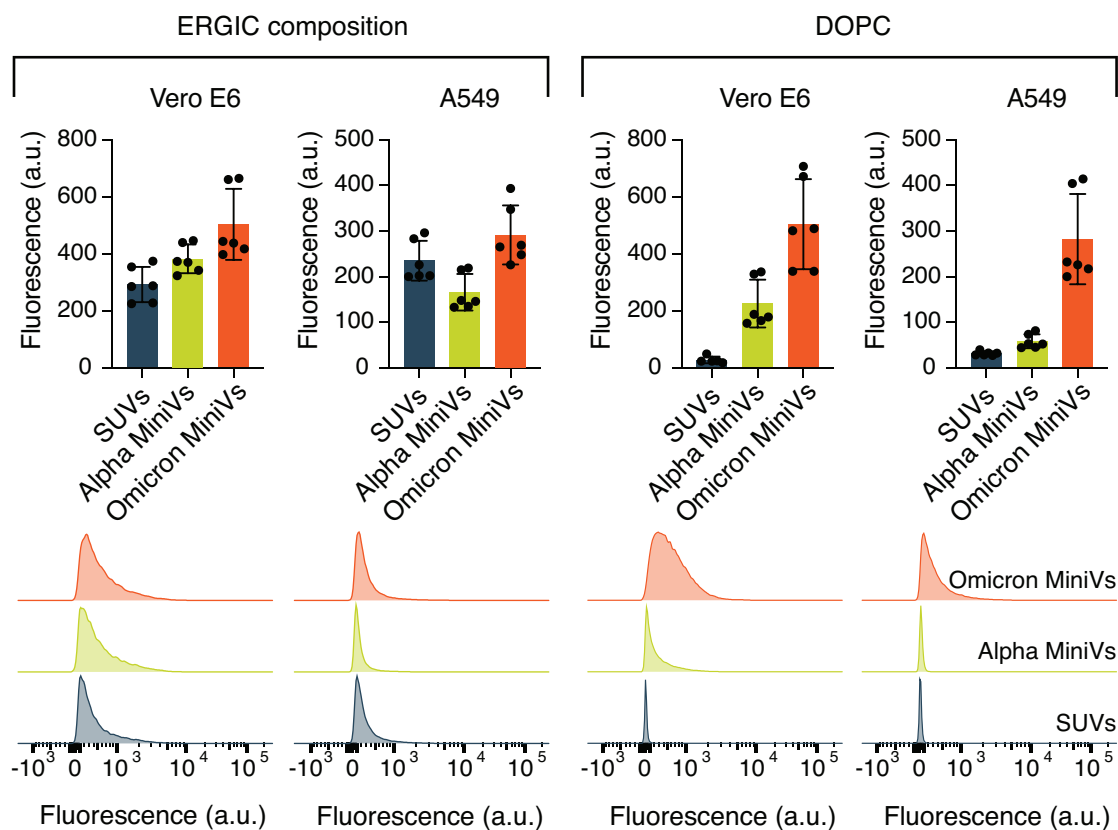 ERGIC composition
DOPC
Vero E6
A549
Vero E6
A549
Fluorescence (a.u.)
800
600
400
200
0
SUVs
Alpha MiniVs
Omicron MiniVs
Fluorescence (a.u.)
500
400
300
200
100
0
SUVs
Alpha MiniVs
Omicron MiniVs
Fluorescence (a.u.)
800
600
400
200
0
SUVs
Alpha MiniVs
Omicron MiniVs
Fluorescence (a.u.)
500
400
300
200
100
0
SUVs
Alpha MiniVs
Omicron MiniVs
Omicron MiniVs
Alpha MiniVs
SUVs
-10³ 0 10³ 10⁴ 10⁵
-10³ 0 10³ 10⁴ 10⁵
-10³ 0 10³ 10⁴ 10⁵
-10³ 0 10³ 10⁴ 10⁵
Fluorescence (a.u.)
Fluorescence (a.u.)
Fluorescence (a.u.)
Fluorescence (a.u.)